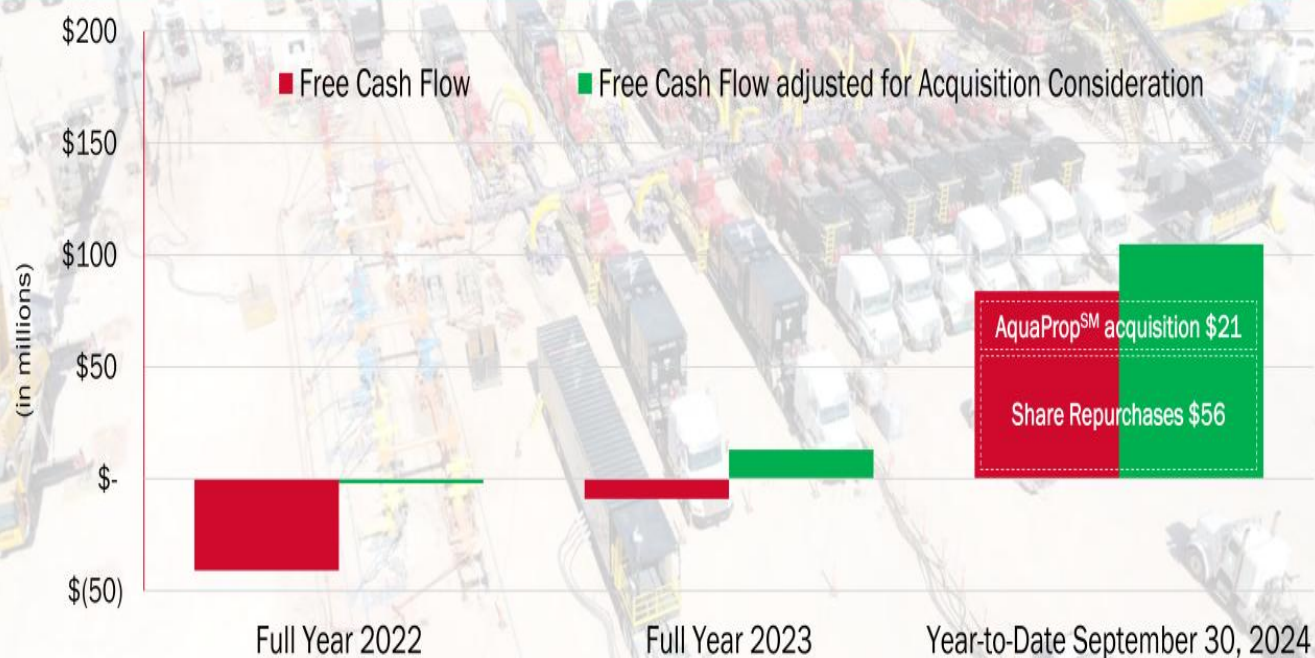 $200
Free Cash Flow
Free Cash Flow adjusted for Acquisition Consideration
$150
$100
(in millions)
AquaProp℠ acquisition $21
$50
Share Repurchases $56
$-
$(50)
Full Year 2022
Full Year 2023
Year-to-Date September 30, 2024